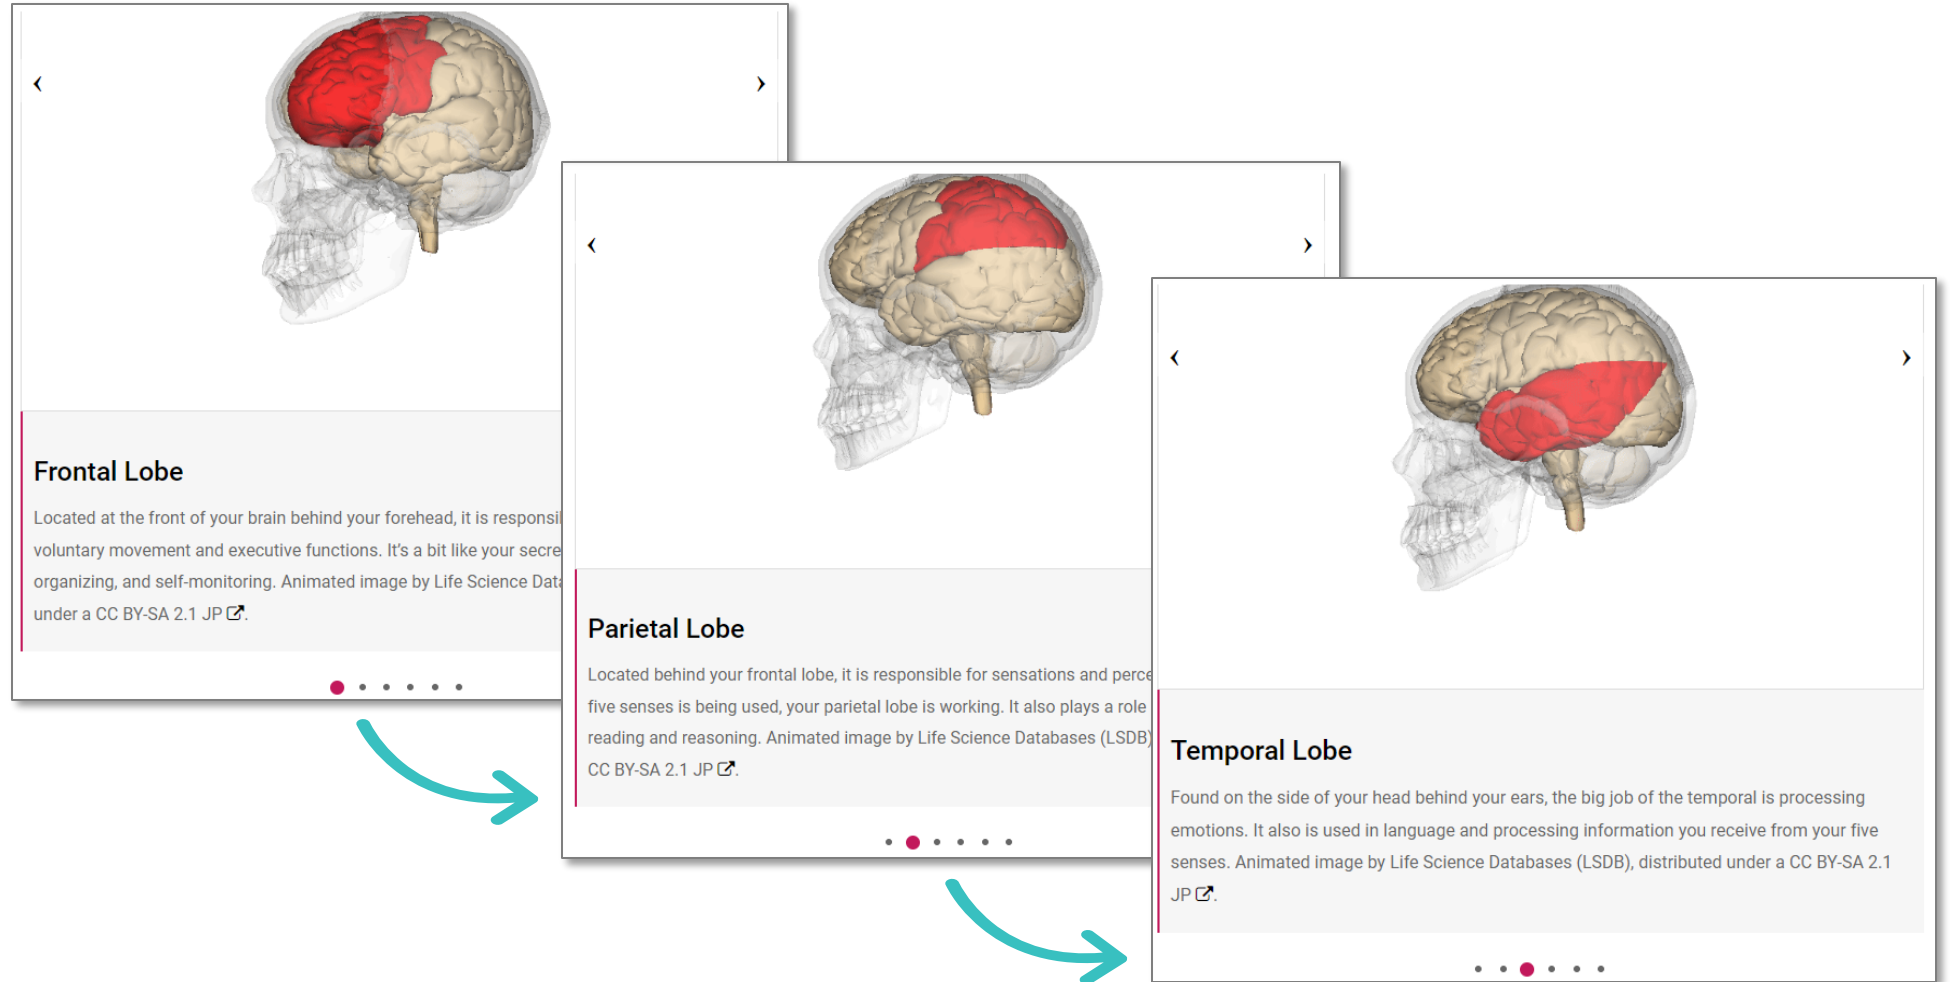 Frontal Lobe
Located at the front of your brain behind your forehead, it is
voluntary movement and executive functions. It’s a bit like your
organizing, and self-monitoring. Animated image by Life Science
under a CC BY-SA 2.1 JP.
Parietal Lobe
Located behind your frontal lobe, it is responsible for sensations and
five senses is being used, your parietal lobe is working. It also plays a role
reading and reasoning. Animated image by Life Science Databases (LSDB)
CC BY-SA 2.1 JP.
Temporal Lobe
Found on the side of your head behind your ears, the big job of the temporal is processing
emotions. It also is used in language and processing information you receive from your five
senses. Animated image by Life Science Databases (LSDB), distributed under a CC BY-SA 2.1
JP.